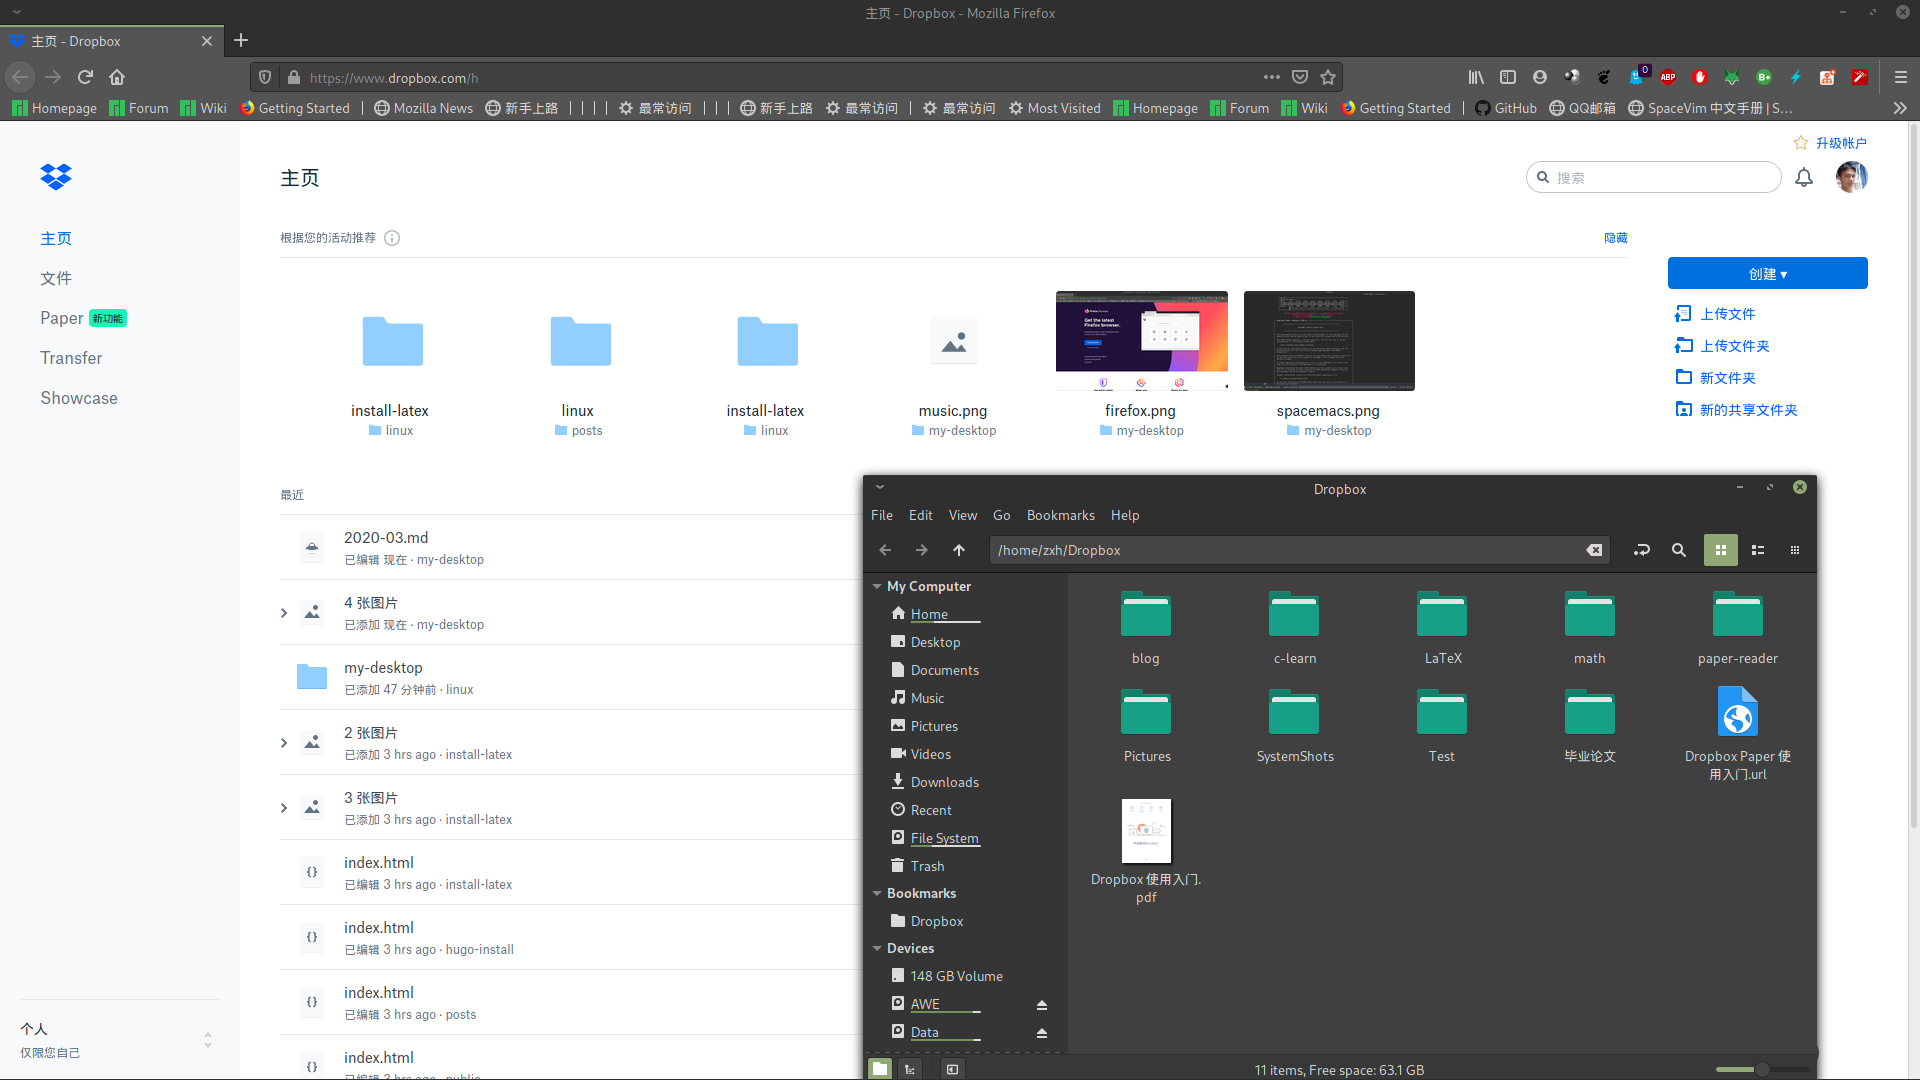 主页 - Dropbox - Mozilla Firefox
主页 - Dropbox
https://www.dropbox.com/h
0
ABP
B+
Homepage Forum Wiki Getting Started | Mozilla News 新手上路 | | | | 最常访问 | | | 新手上路 最常访问 | 最常访问 Most Visited Homepage Forum Wiki Getting Started | GitHub QQ邮箱 SpaceVim 中文手册 | S…
升级帐户
主页
搜索
主页
文件
Paper 新功能
Transfer
Showcase
根据您的活动推荐
隐藏
创建 ▾
上传文件
上传文件夹
新文件夹
新的共享文件夹
Get the latest
Firefox browser.
install-latex
linux
linux
posts
install-latex
linux
music.png
my-desktop
firefox.png
my-desktop
spacemacs.png
my-desktop
最近
2020-03.md
已编辑 现在 · my-desktop
4 张图片
已添加 现在 · my-desktop
my-desktop
已添加 47 分钟前 · linux
2 张图片
已添加 3 hrs ago · install-latex
3 张图片
已添加 3 hrs ago · install-latex
index.html
已编辑 3 hrs ago · install-latex
index.html
已编辑 3 hrs ago · hugo-install
index.html
已编辑 3 hrs ago · posts
index.html
已编辑 3 hrs ago · public
个人
仅限您自己
Dropbox
File Edit View Go Bookmarks Help
/home/zxh/Dropbox
My Computer
Home
Desktop
Documents
Music
Pictures
Videos
Downloads
Recent
File System
Trash
Bookmarks
Dropbox
Devices
148 GB Volume
AWE
Data
blog
c-learn
LaTeX
math
paper-reader
Pictures
SystemShots
Test
毕业论文
Dropbox Paper 使
用入门.url
Dropbox 使用入门.
pdf
11 items, Free space: 63.1 GB